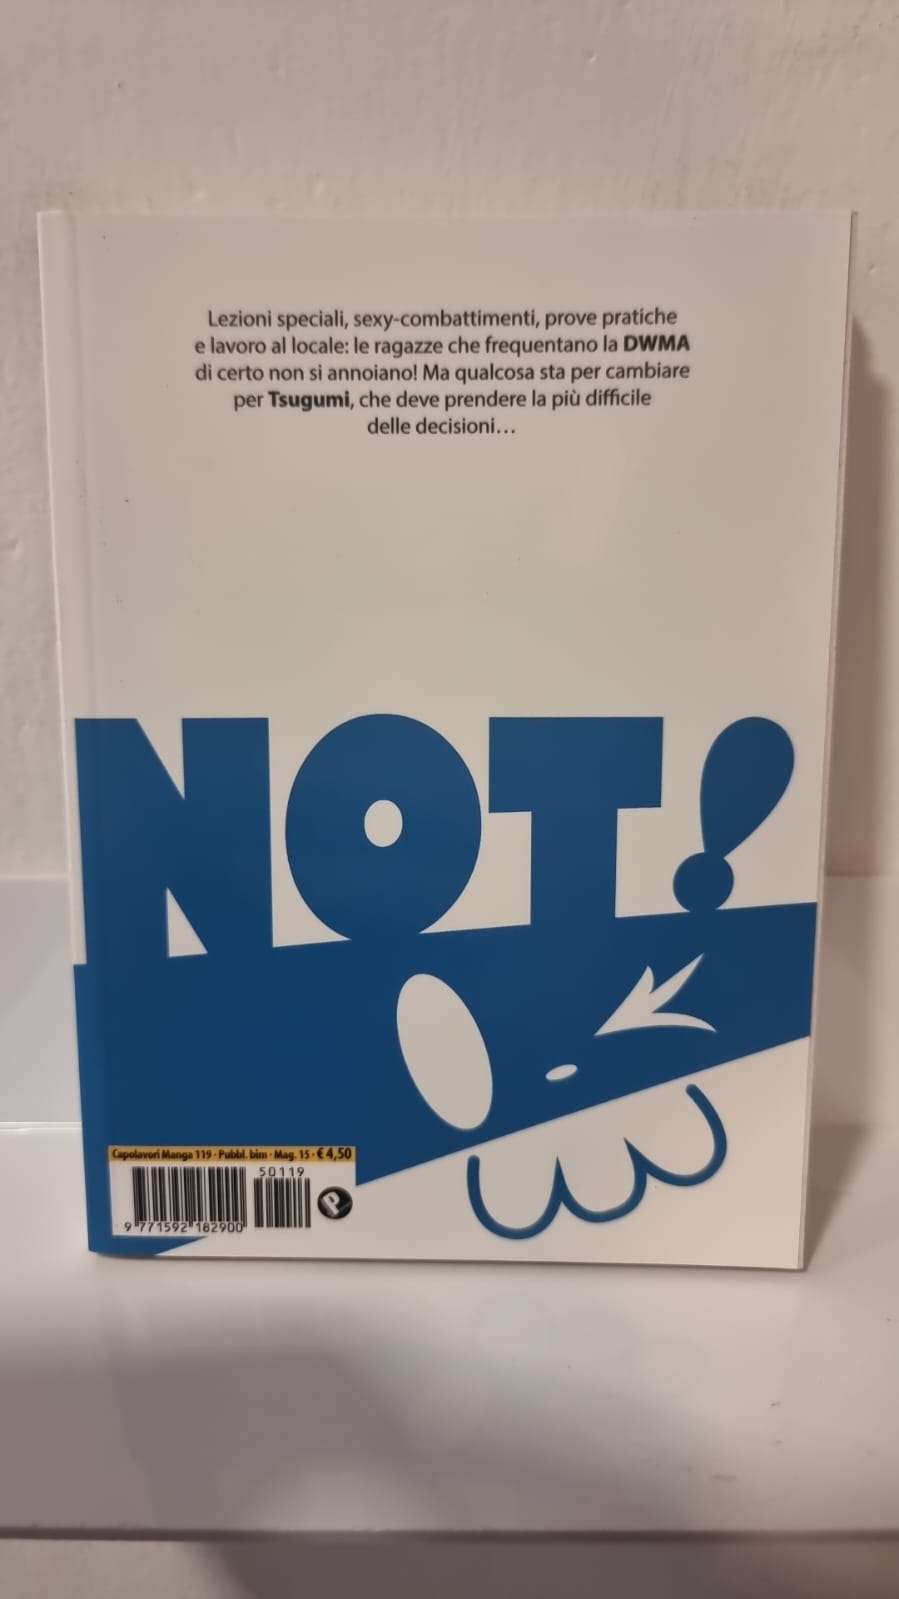 Lezioni speciali, sexy-combattimenti, prove pratiche
e lavoro al locale: le ragazze che frequentano la DWMA
di certo non si annoiano! Ma qualcosa sta per cambiare
per Tsugumi, che deve prendere la più difficile
delle decisioni...
NOT!
Capolavori Manga 119 · Pubbl. bim · Mag. 15 · € 4,50
50119
9 771592 182900
P